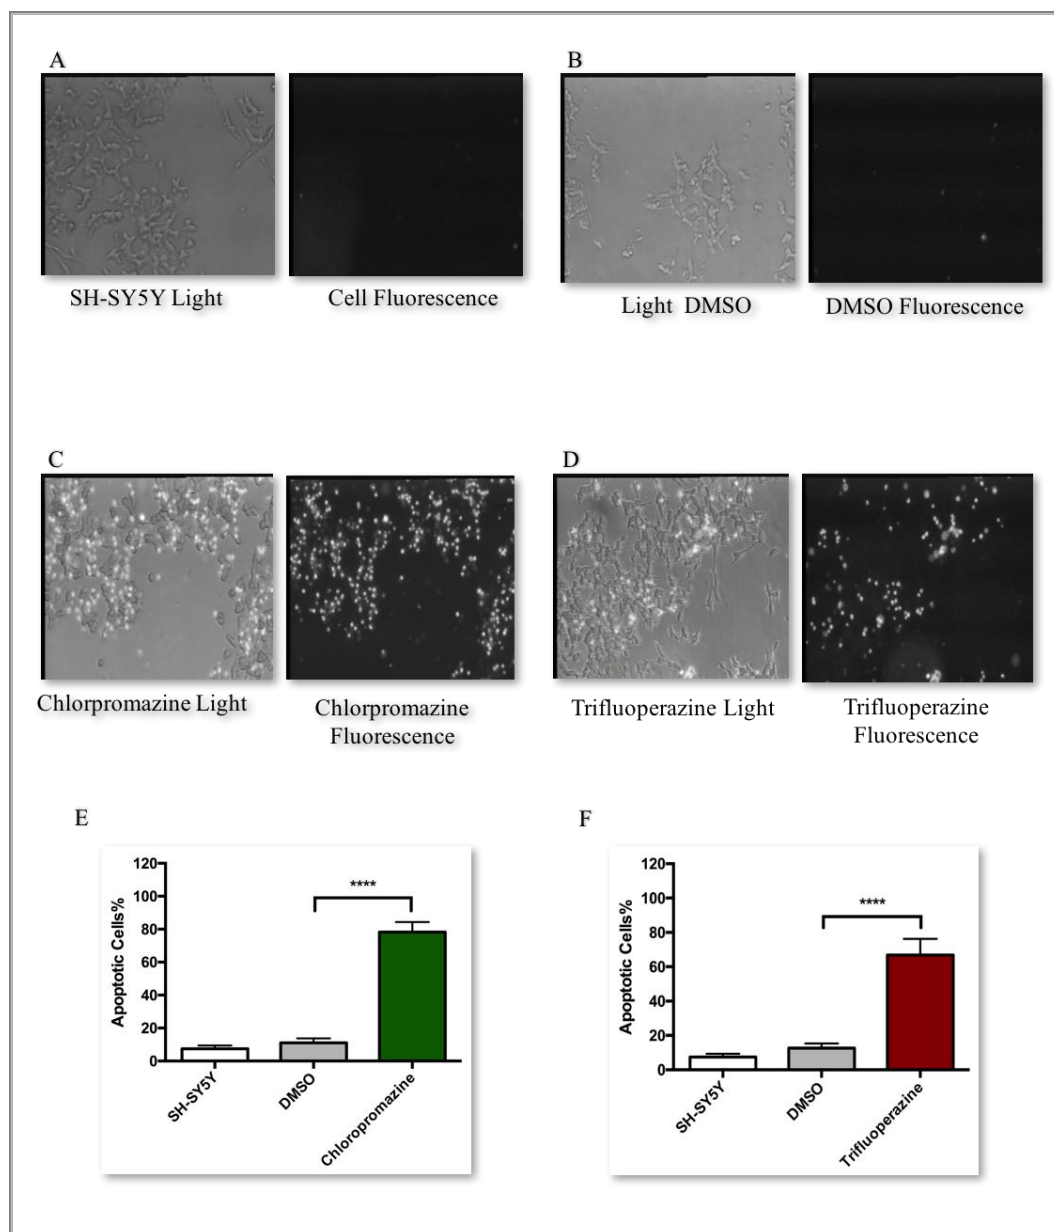 A
B
SH-SY5Y Light
Cell Fluorescence
Light DMSO
DMSO Fluorescence
C
D
Chlorpromazine Light
Chlorpromazine
Fluorescence
Trifluoperazine Light
Trifluoperazine
Fluorescence
E
120
100
80
60
40
20
0
Apoptotic Cells%
****
SH-SY5Y
DMSO
Chloropromazine
F
120
100
80
60
40
20
0
Apoptotic Cells%
****
SH-SY5Y
DMSO
Trifluoperazine